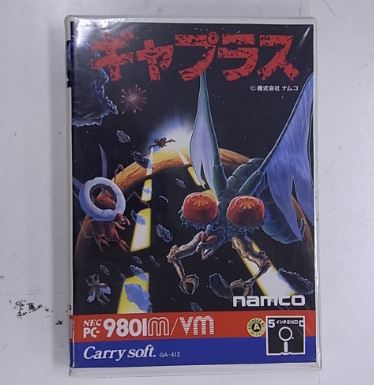 ギャプラス
© 株式会社 ナムコ
namco
NEC
PC-9801m/vm
5インチ2HD
Carry soft. GA-412